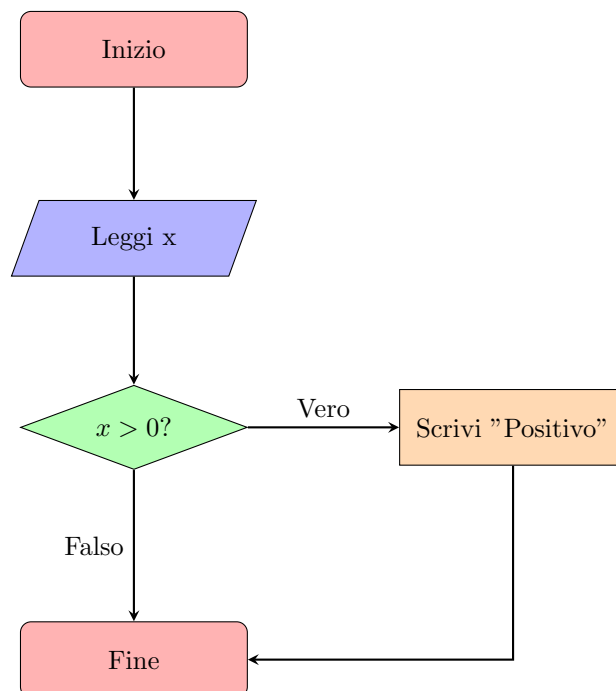 Inizio
Leggi x
x > 0?
Vero
Scrivi ”Positivo”
Falso
Fine